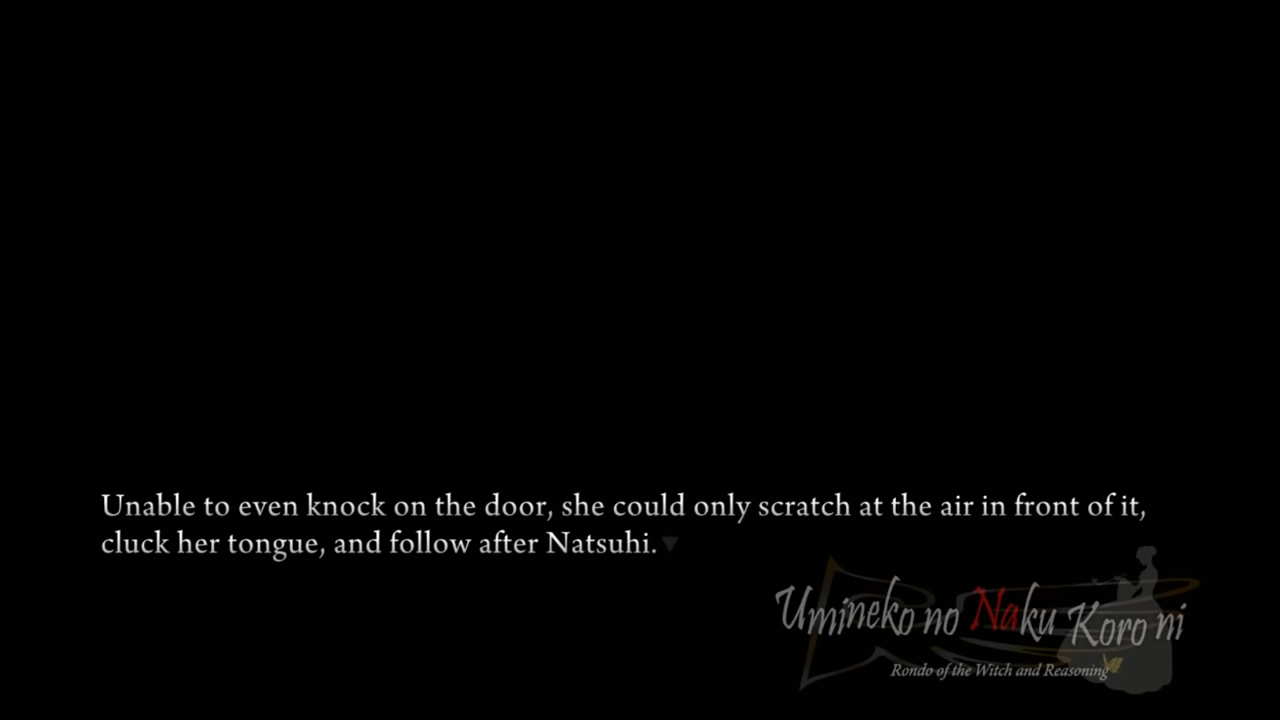 Unable to even knock on the door, she could only scratch at the air in front of it,
cluck her tongue, and follow after Natsuhi.
Umineko no Naku Koro ni
Rondo of the Witch and Reasoning